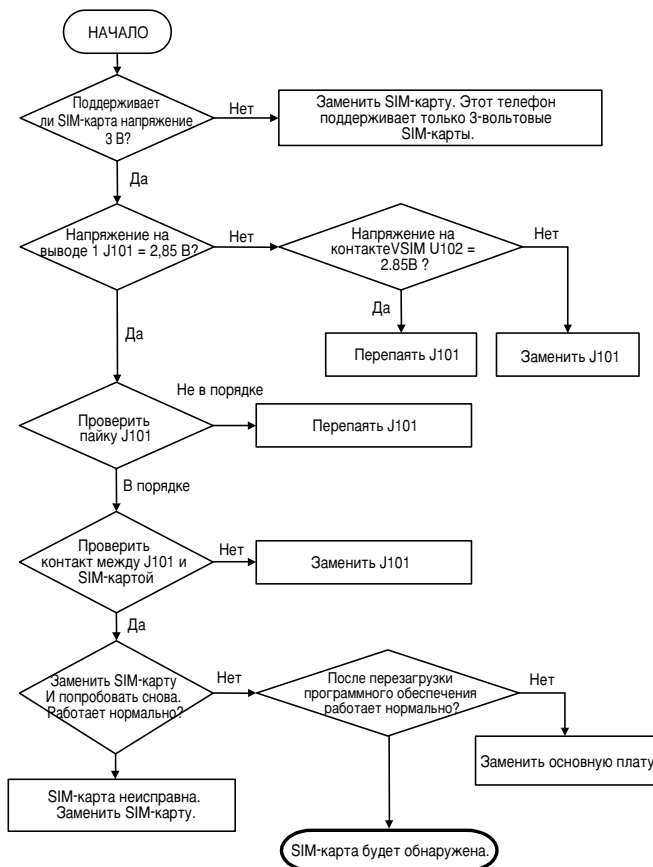 НАЧАЛО
Поддерживает
ли SIM-карта напряжение
3 В?
Нет
Заменить SIM-карту. Этот телефон
поддерживает только 3-вольтовые
SIM-карты.
Да
Напряжение на
выводе 1 J101 = 2,85 В?
Нет
Напряжение на
контактеVSIM U102 =
2.85В ?
Нет
Да
Перепаять J101
Заменить J101
Да
Не в порядке
Проверить
пайку J101
Перепаять J101
В порядке
Проверить
контакт между J101 и
SIM-картой
Нет
Заменить J101
Да
Заменить SIM-карту
И попробовать снова.
Работает нормально?
Нет
После перезагрузки
программного обеспечения
работает нормально?
Нет
Заменить основную плату
SIM-карта неисправна.
Заменить SIM-карту.
SIM-карта будет обнаружена.